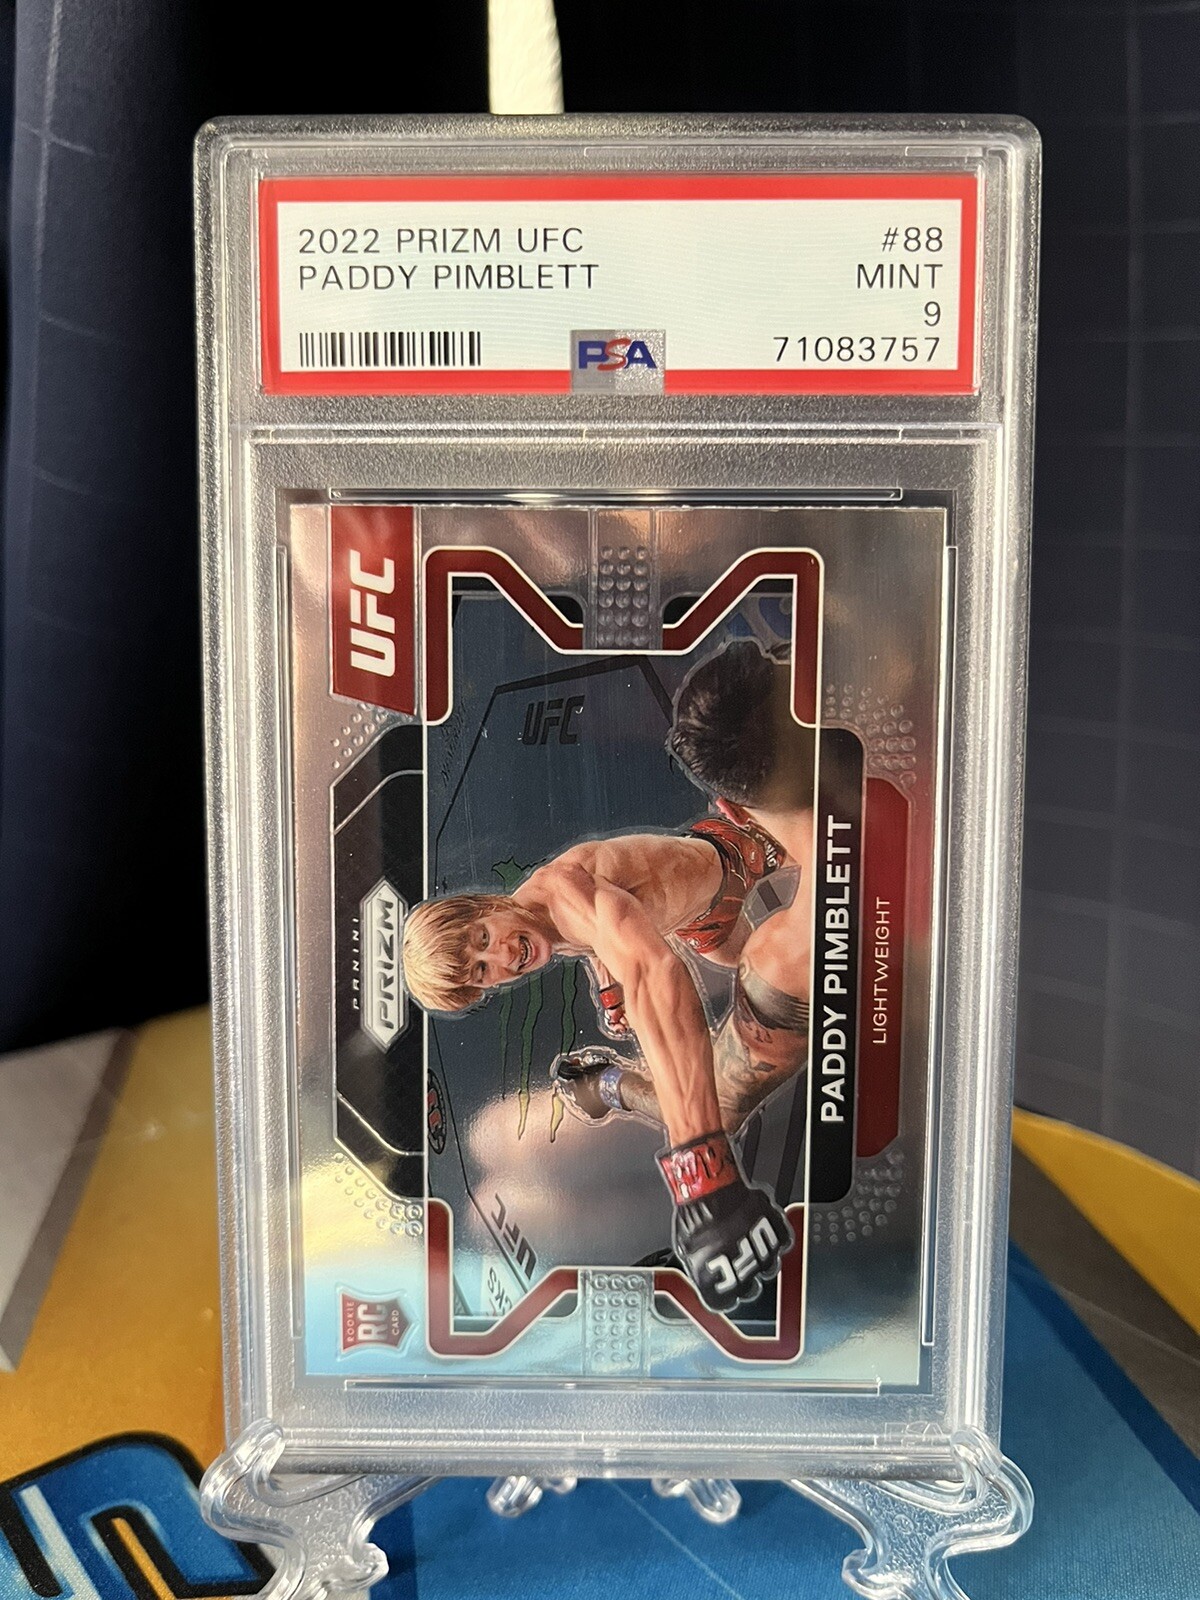 2022 PRIZM UFC #88
PADDY PIMBLETT MINT
9
PSA 71083757
UFC
UFC
PANINI
PRIZM
PADDY PIMBLETT
LIGHTWEIGHT
UFC
UFC
ROOKIE
RC
CARD